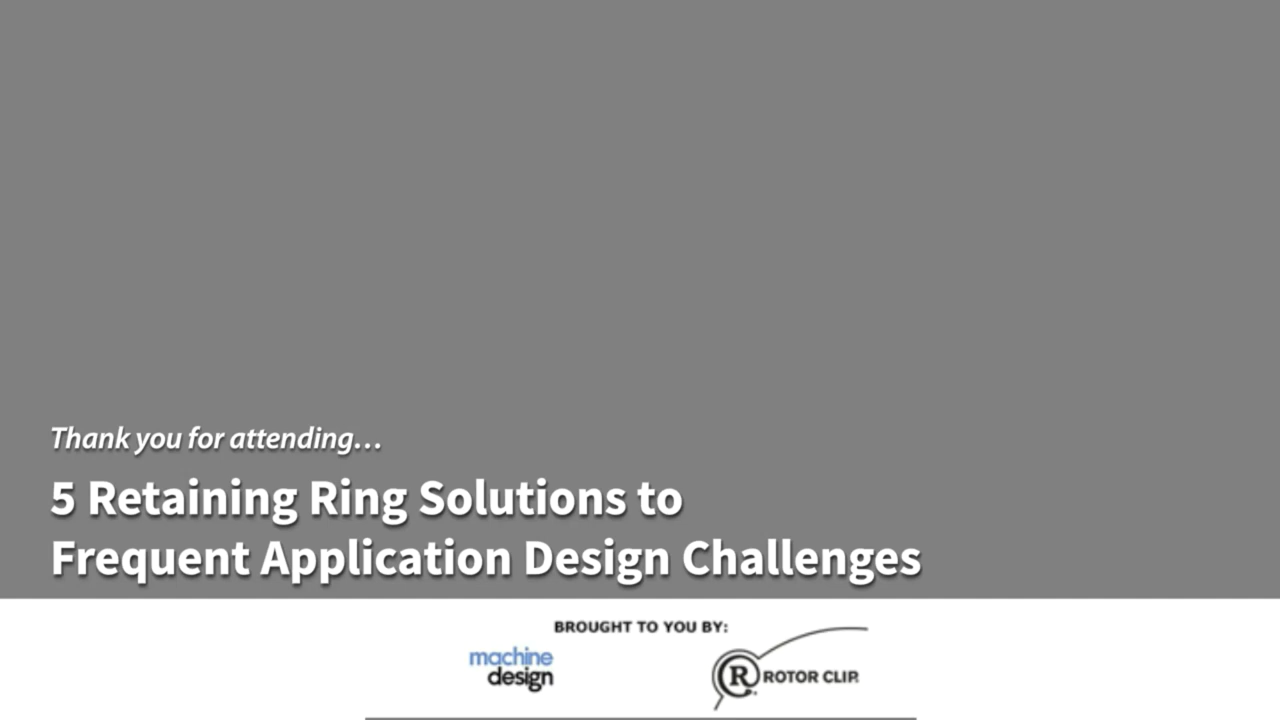 Thank you for attending…
5 Retaining Ring Solutions to
Frequent Application Design Challenges
BROUGHT TO YOU BY:
machine
design
R ROTOR CLIP